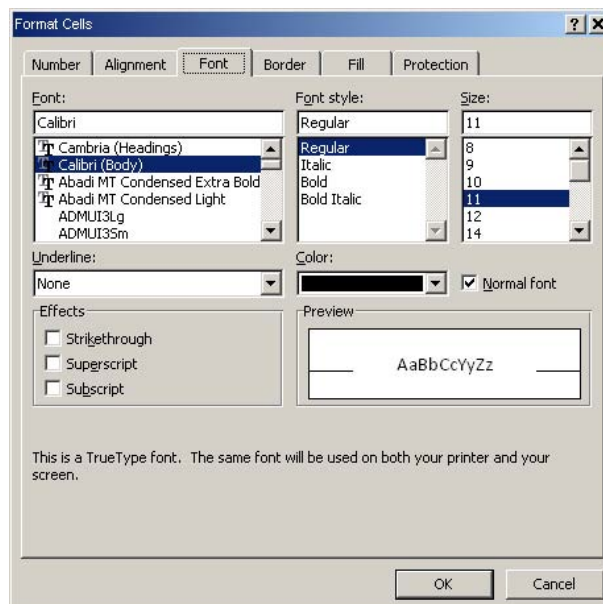 Format Cells
Number Alignment Font Border Fill Protection
Font: Font style: Size:
Calibri Regular 11
Cambria (Headings) Regular 8
Calibri (Body) Italic 9
Abadi MT Condensed Extra Bold Bold 10
Abadi MT Condensed Light Bold Italic 11
ADMUI3Lg 12
ADMUI3Sm 14
Underline: Color:
None Normal font
Effects Preview
Strikethrough
Superscript AaBbCcYyZz
Subscript
This is a TrueType font. The same font will be used on both your printer and your
screen.
OK Cancel